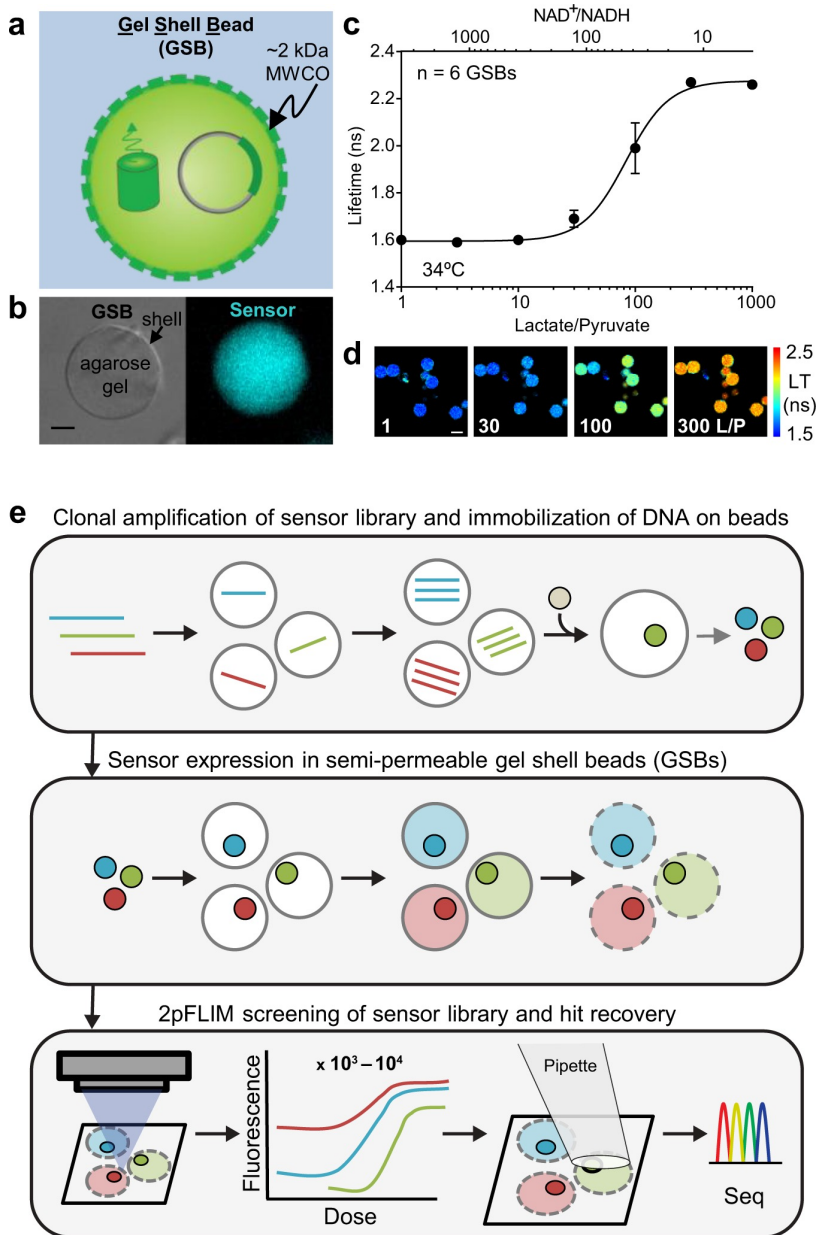 a
Gel Shell Bead
(GSB)
~2 kDa
MWCO
b
GSB
shell
agarose
gel
Sensor
c
NAD+/NADH
1000
100
10
n = 6 GSBs
Lifetime (ns)
2.4
2.2
2.0
1.8
1.6
1.4
34ºC
1
10
100
1000
Lactate/Pyruvate
d
1
30
100
300 L/P
2.5
LT
(ns)
1.5
e
Clonal amplification of sensor library and immobilization of DNA on beads
Sensor expression in semi-permeable gel shell beads (GSBs)
2pFLIM screening of sensor library and hit recovery
Fluorescence
x 10³ – 10⁴
Dose
Pipette
Seq